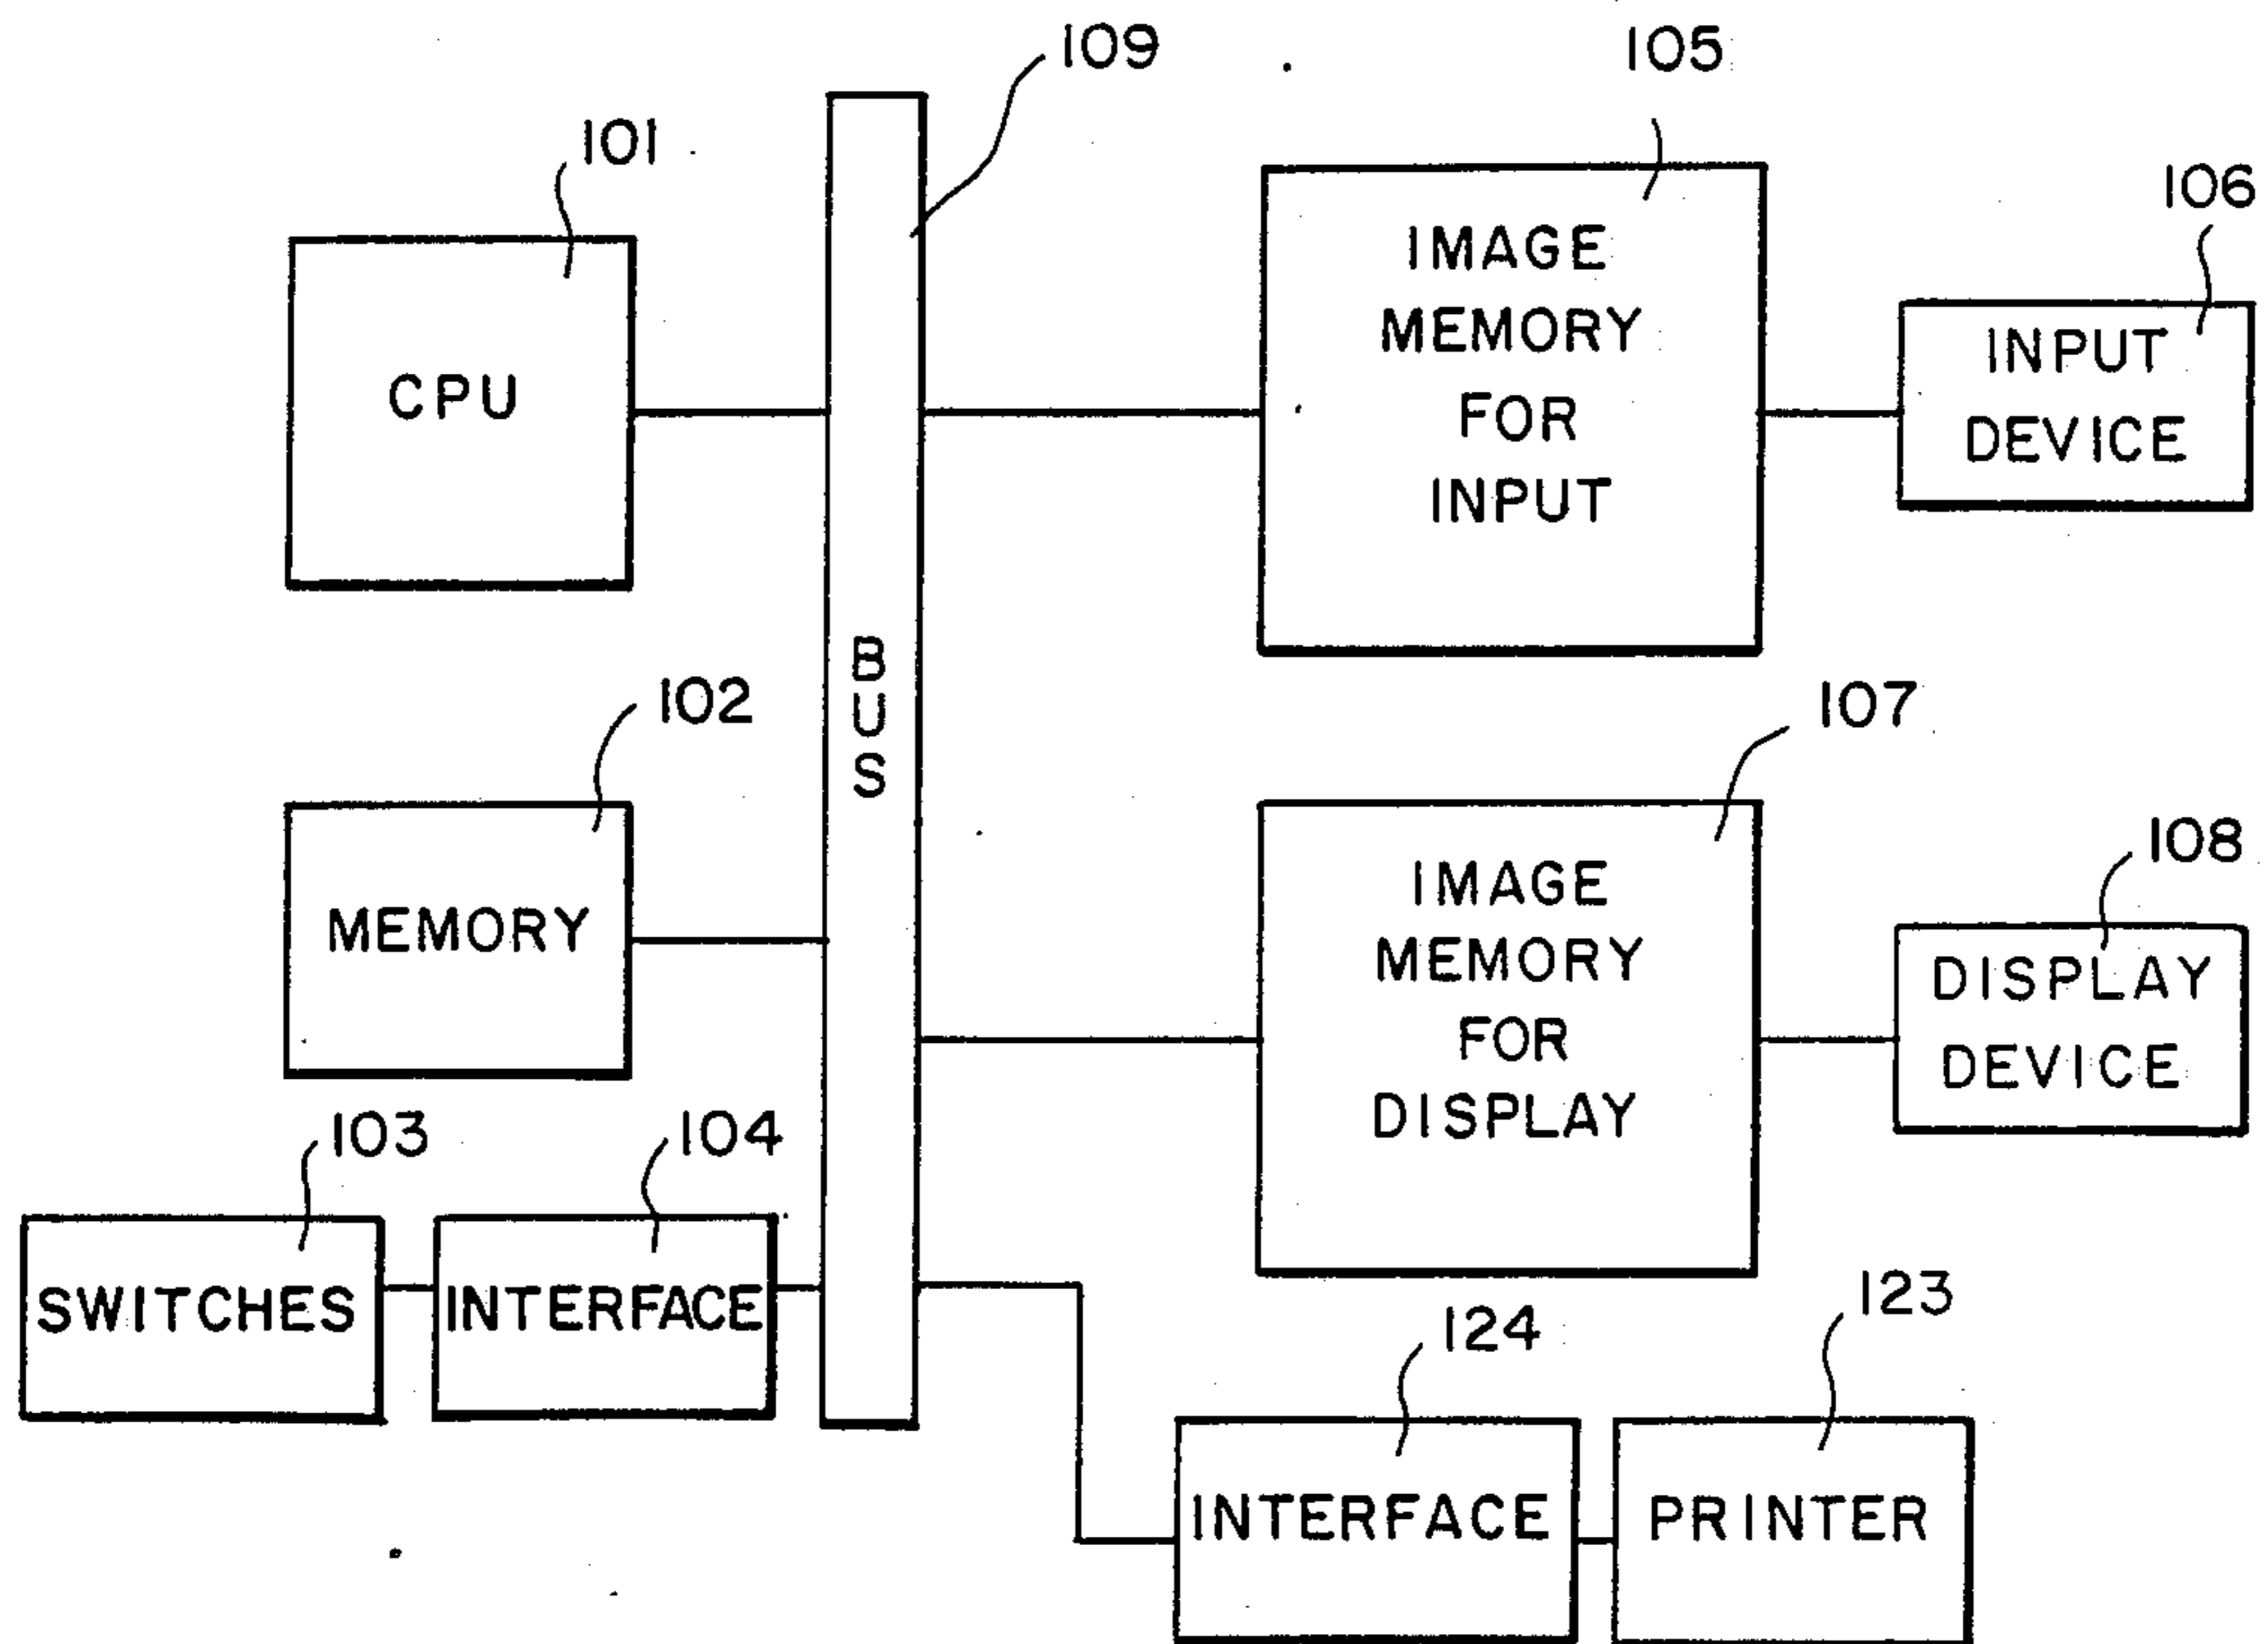 109
105
101
106
IMAGE
MEMORY
FOR
INPUT
INPUT
DEVICE
CPU
BUS
102
107
108
MEMORY
IMAGE
MEMORY
FOR
DISPLAY
DISPLAY
DEVICE
103
104
SWITCHES
INTERFACE
124
123
INTERFACE
PRINTER